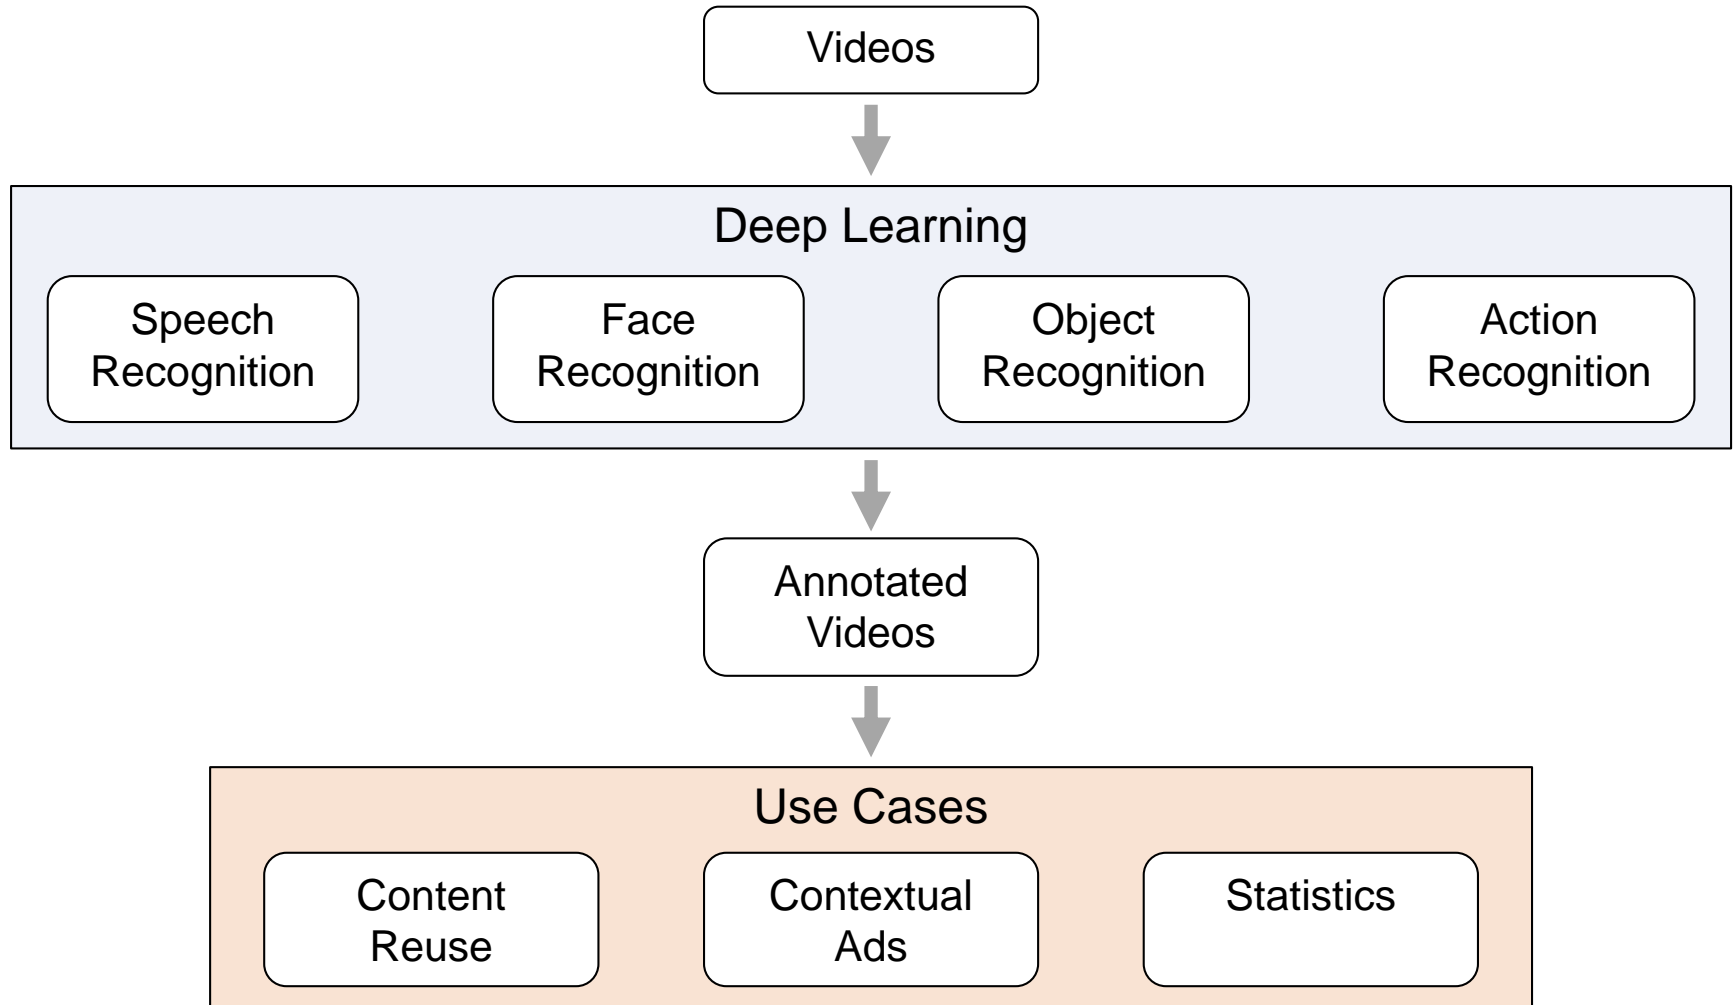 Videos
Deep Learning
Speech
Recognition
Face
Recognition
Object
Recognition
Action
Recognition
Annotated
Videos
Use Cases
Content
Reuse
Contextual
Ads
Statistics